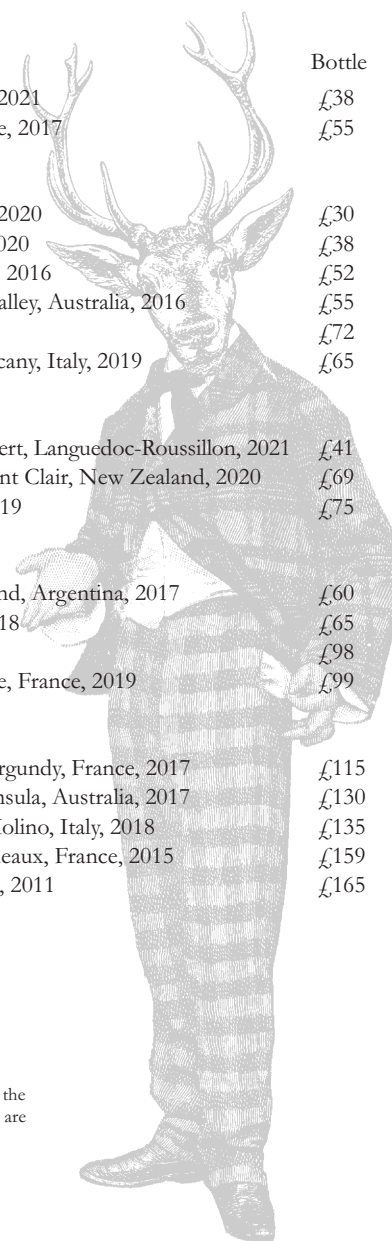 Bottle
2021 £38
e, 2017 £55
2020 £30
020 £38
, 2016 £52
alley, Australia, 2016 £55
£72
cany, Italy, 2019 £65
ert, Languedoc-Roussillon, 2021 £41
nt Clair, New Zealand, 2020 £69
19 £75
nd, Argentina, 2017 £60
18 £65
£98
e, France, 2019 £99
rgundy, France, 2017 £115
nsula, Australia, 2017 £130
Molino, Italy, 2018 £135
leaux, France, 2015 £159
, 2011 £165
the
are